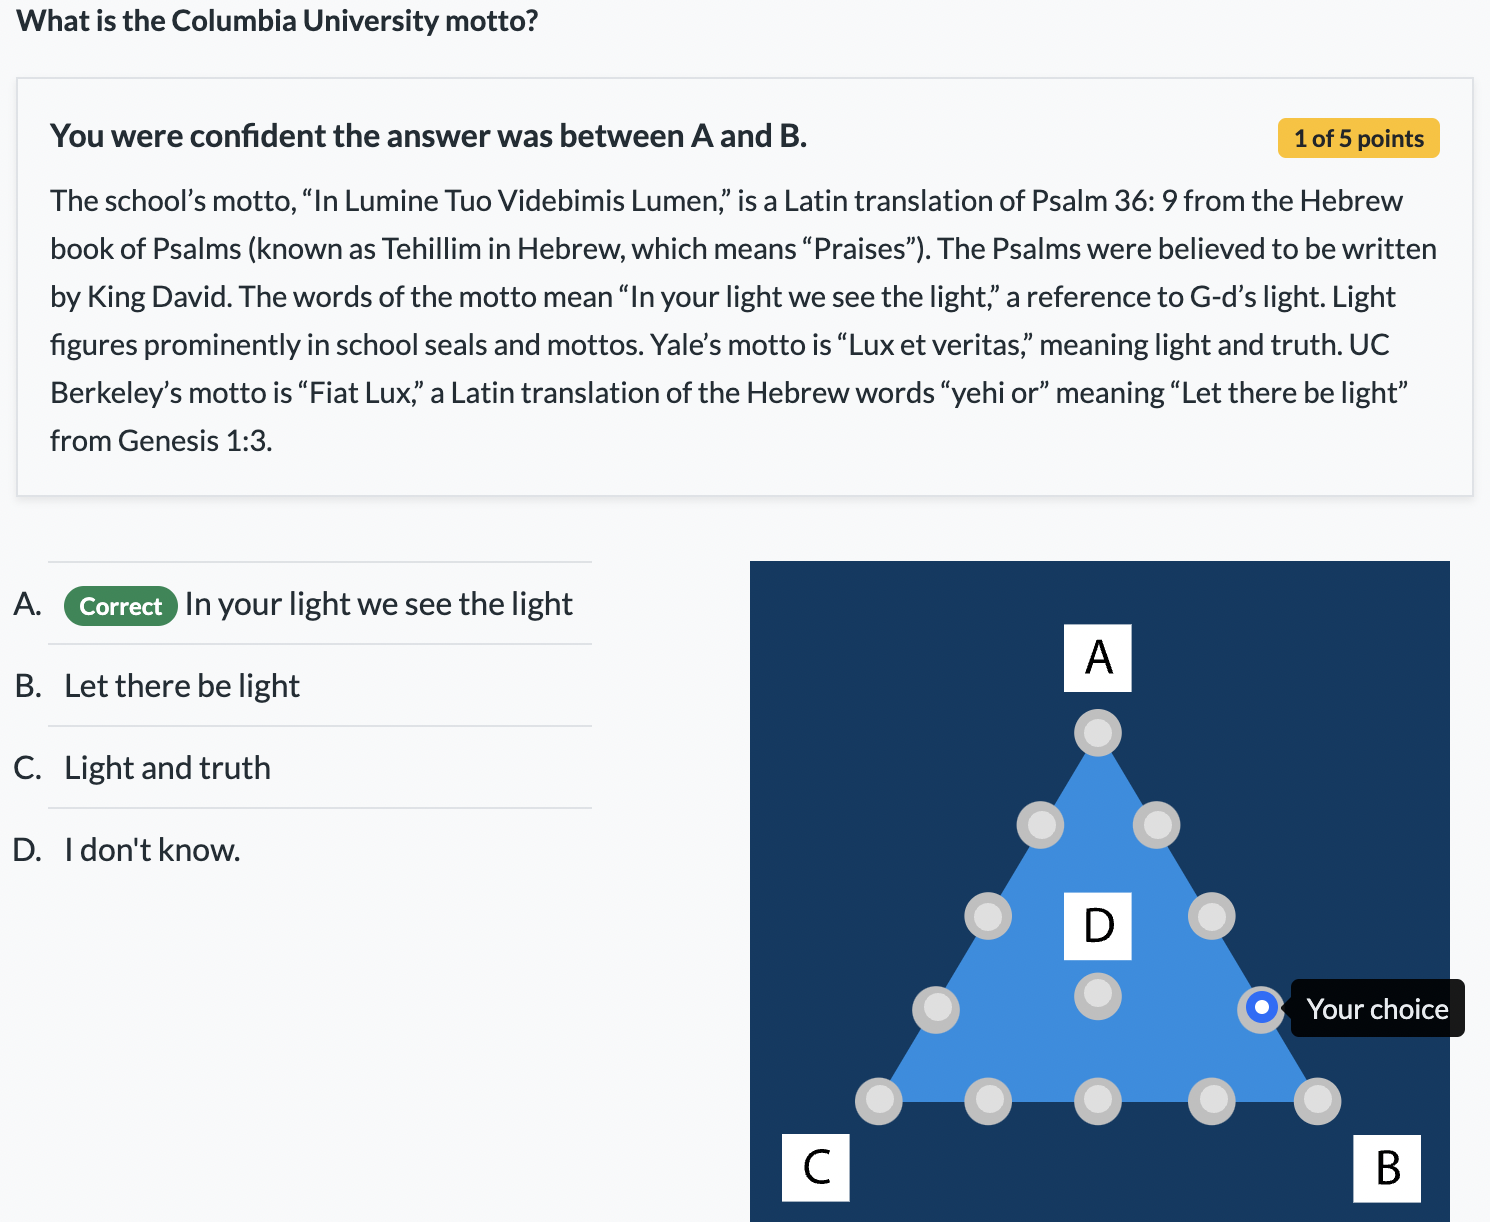 What is the Columbia University motto?
You were confident the answer was between A and B.
1 of 5 points
The school’s motto, “In Lumine Tuo Videbimis Lumen,” is a Latin translation of Psalm 36: 9 from the Hebrew
book of Psalms (known as Tehillim in Hebrew, which means “Praises”). The Psalms were believed to be written
by King David. The words of the motto mean “In your light we see the light,” a reference to G-d’s light. Light
figures prominently in school seals and mottos. Yale’s motto is “Lux et veritas,” meaning light and truth. UC
Berkeley’s motto is “Fiat Lux,” a Latin translation of the Hebrew words “yehi or” meaning “Let there be light”
from Genesis 1:3.
A. Correct In your light we see the light
B. Let there be light
C. Light and truth
D. I don't know.
A
D
Your choice
C
B